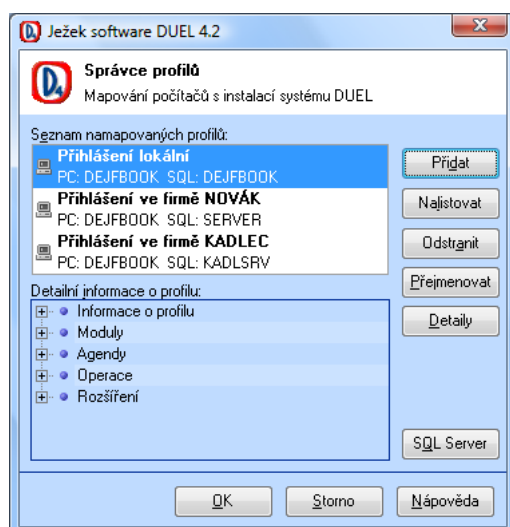 Ježek software DUEL 4.2
Správce profilů
Mapování počítačů s instalací systému DUEL
Seznam namapovaných profilů:
Přihlášení lokální
PC: DEJFBOOK SQL: DEJFBOOK
Přihlášení ve firmě NOVÁK
PC: DEJFBOOK SQL: SERVER
Přihlášení ve firmě KADLEC
PC: DEJFBOOK SQL: KADLSRV
Přidat
Nalistovat
Odstranit
Přejmenovat
Detaily
Detailní informace o profilu:
Informace o profilu
Moduly
Agendy
Operace
Rozšíření
SQL Server
OK
Storno
Nápověda